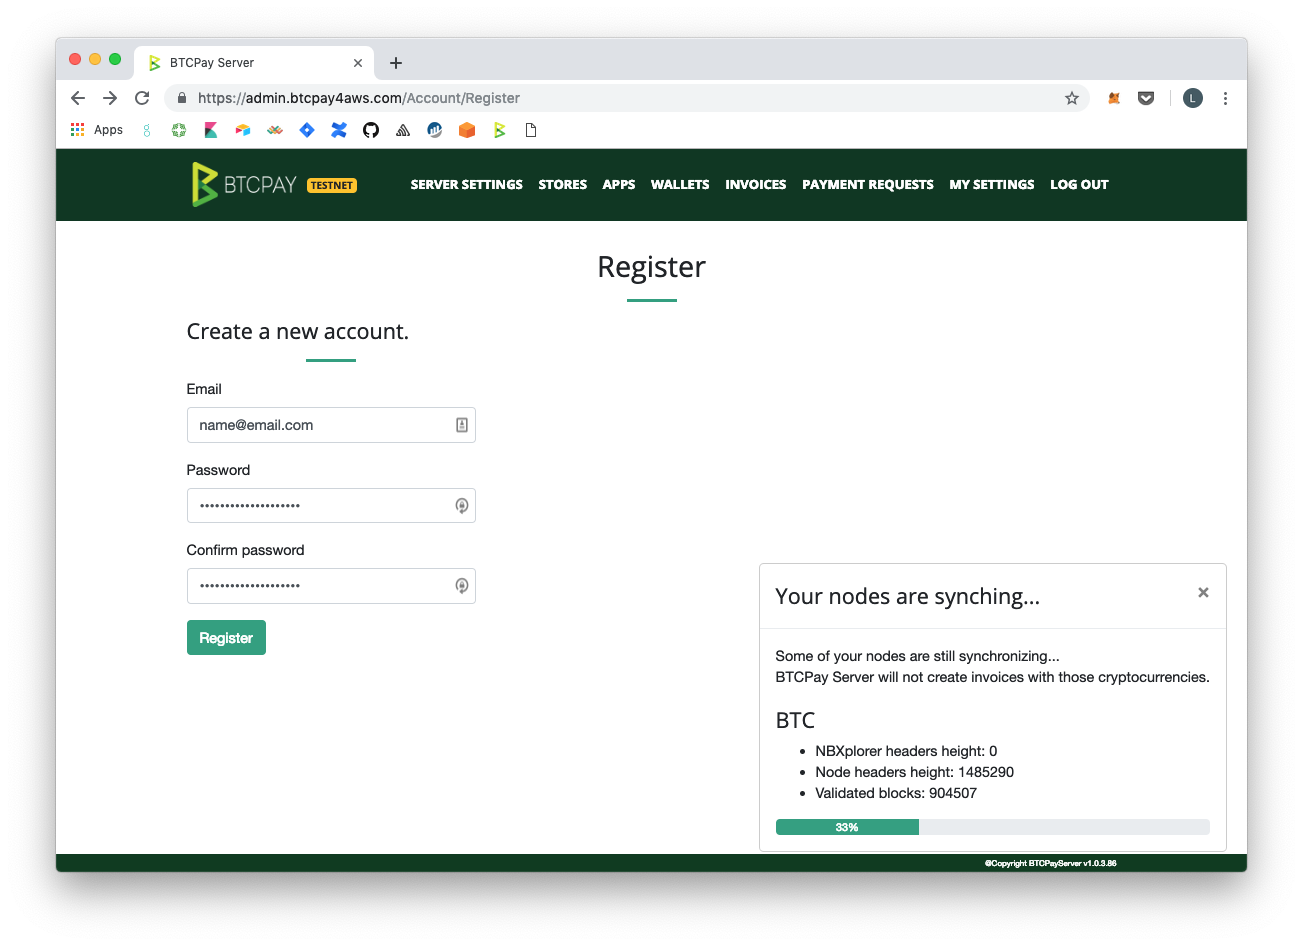 BTCPay Server
https://admin.btcpay4aws.com/Account/Register
L
Apps
BTCPAY TESTNET SERVER SETTINGS STORES APPS WALLETS INVOICES PAYMENT REQUESTS MY SETTINGS LOG OUT
Register
Create a new account.
Email
name@email.com
Password
••••••••••••••••••••
Confirm password
••••••••••••••••••••
Register
Your nodes are synching...
Some of your nodes are still synchronizing...
BTCPay Server will not create invoices with those cryptocurrencies.
BTC
• NBXplorer headers height: 0
• Node headers height: 1485290
• Validated blocks: 904507
33%
©Copyright BTCPayServer v1.0.3.86